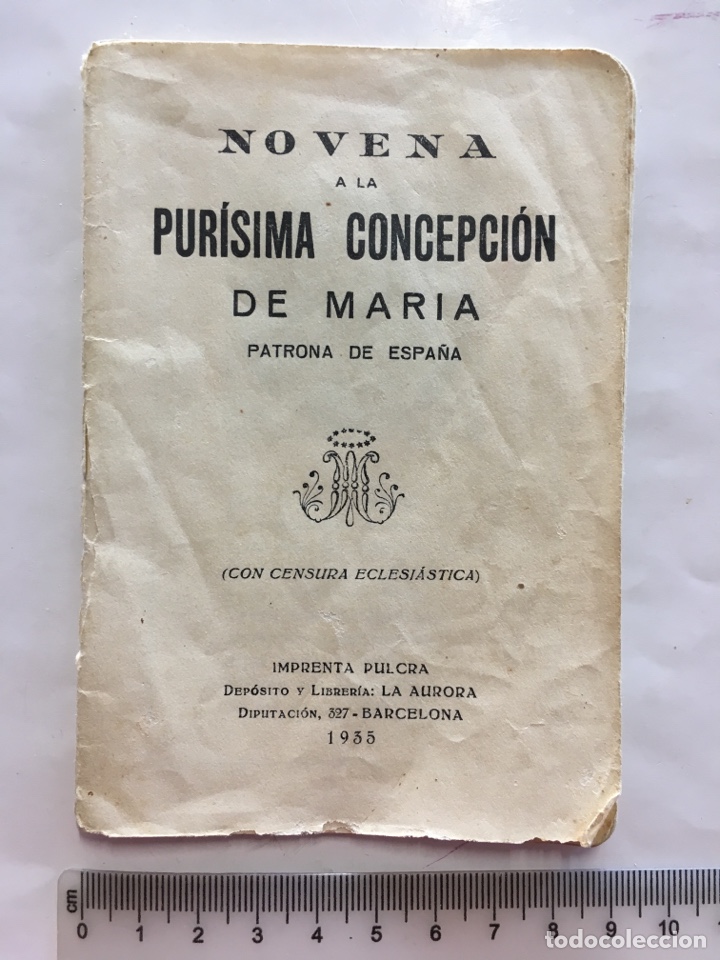 NOVENA
A LA
PURÍSIMA CONCEPCIÓN
DE MARIA
PATRONA DE ESPAÑA
(CON CENSURA ECLESIÁSTICA)
IMPRENTA PULCRA
DEPÓSITO Y LIBRERÍA: LA AURORA
DIPUTACIÓN, 327 - BARCELONA
1935
cm
0 1 2 3 4 5 6 7 8 9 10
todocoleccion